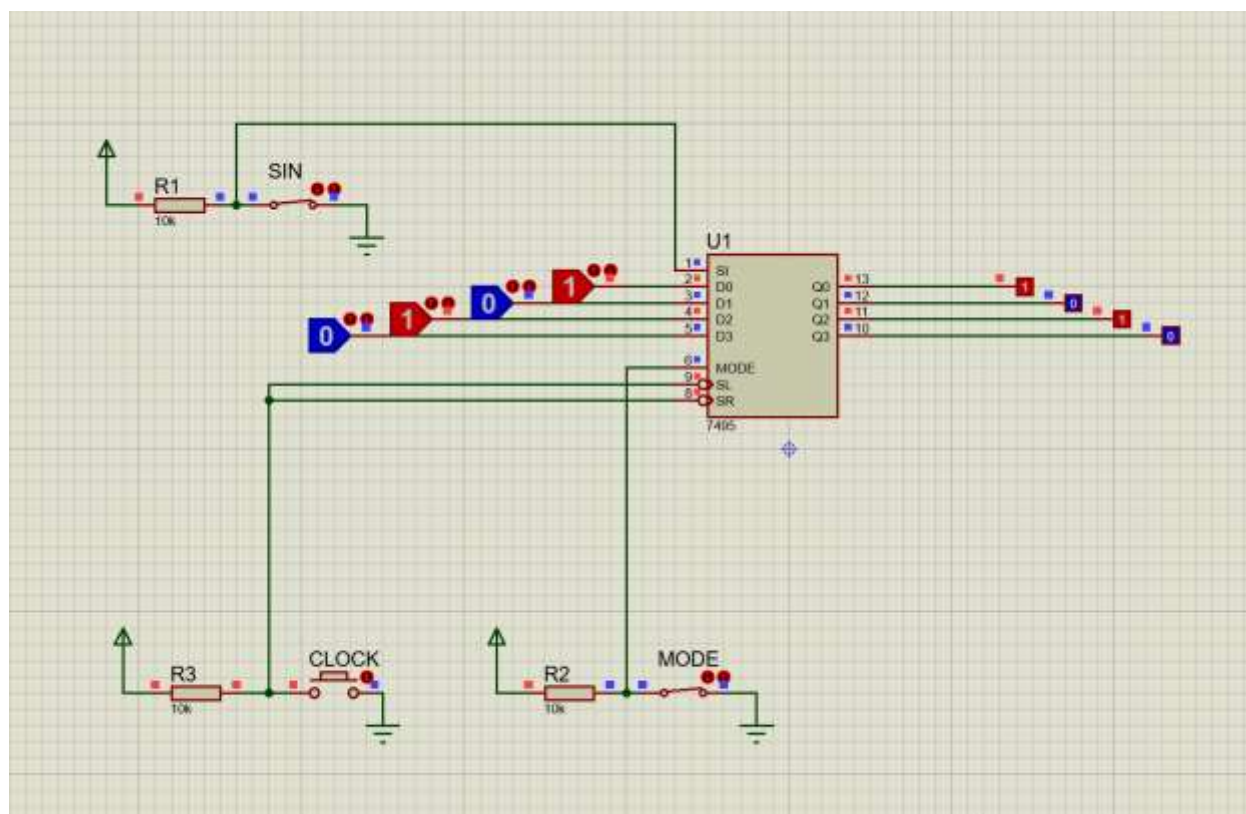 SIN
R1
10k
U1
1 SI
2 D0
3 D1
4 D2
5 D3
6 MODE
9 SL
8 SR
Q0 13
Q1 12
Q2 11
Q3 10
7495
1
0
1
0
1
0
1
0
R3
10k
CLOCK
R2
10k
MODE